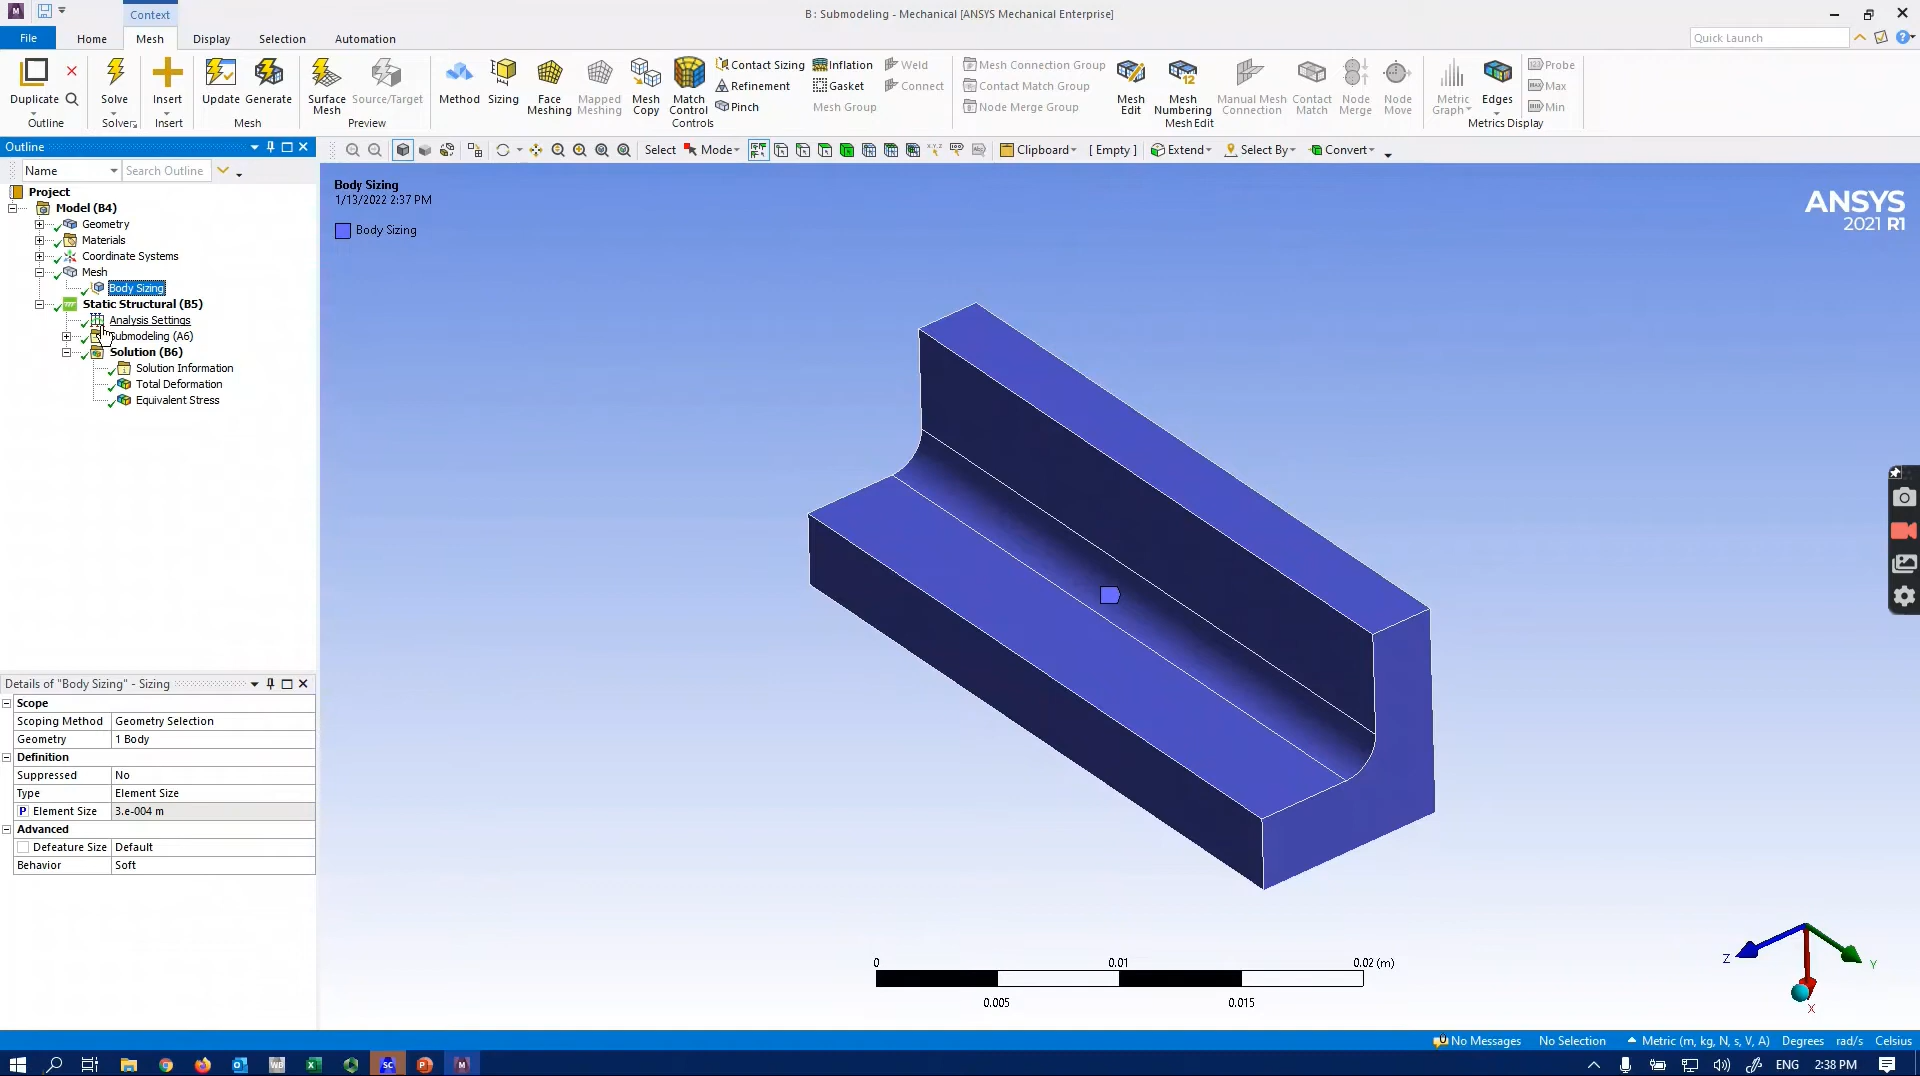 Context
B: Submodeling - Mechanical [ANSYS Mechanical Enterprise]
File Home Mesh Display Selection Automation
Quick Launch
Duplicate
Outline
Solve
Solver
Insert
Insert
Update Generate
Mesh
Surface Mesh Source/Target
Preview
Method Sizing Face Meshing Mapped Meshing Mesh Copy Match Control
Contact Sizing
Refinement
Pinch
Inflation
Gasket
Mesh Group
Weld
Connect
Controls
Mesh Connection Group
Contact Match Group
Node Merge Group
Mesh Edit Mesh Numbering Manual Mesh Connection Contact Match Node Merge Node Move
Mesh Edit
Metric Graph Edges
Probe
Max
Min
Metrics Display
Outline
Select Mode Clipboard [ Empty ] Extend Select By Convert
Name Search Outline
Project
Model (B4)
Geometry
Materials
Coordinate Systems
Mesh
Body Sizing
Static Structural (B5)
Analysis Settings
Submodeling (A6)
Solution (B6)
Solution Information
Total Deformation
Equivalent Stress
Body Sizing
1/13/2022 2:37 PM
Body Sizing
ANSYS
2021 R1
Details of "Body Sizing" - Sizing
Scope
Scoping Method Geometry Selection
Geometry 1 Body
Definition
Suppressed No
Type Element Size
P Element Size 3.e-004 m
Advanced
Defeature Size Default
Behavior Soft
0 0.01 0.02 (m)
0.005 0.015
Z Y X
No Messages No Selection Metric (m, kg, N, s, V, A) Degrees rad/s Celsius
ENG 2:38 PM